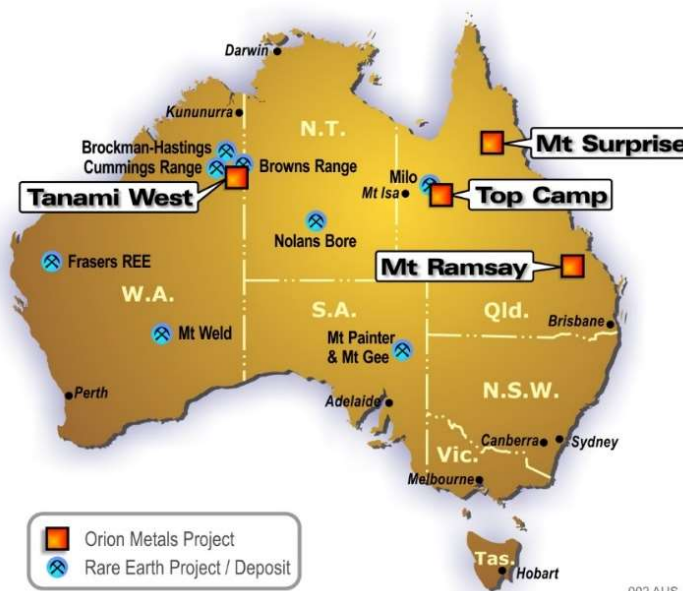 Darwin
Kununurra
N.T.
Mt Surprise
Brockman-Hastings
Cummings Range
Browns Range
Milo
Mt Isa
Tanami West
Top Camp
Nolans Bore
Frasers REE
Mt Ramsay
W.A.
S.A.
Qld.
Mt Weld
Mt Painter
& Mt Gee
Brisbane
Perth
N.S.W.
Adelaide
Canberra
Sydney
Vic.
Melbourne
Orion Metals Project
Rare Earth Project / Deposit
Tas.
Hobart